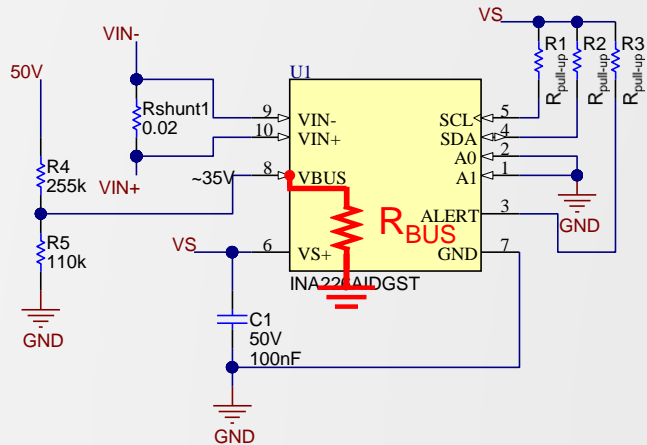 VS
VIN-
R1
R2
R3
Rpull-up
Rpull-up
Rpull-up
50V
U1
Rshunt1
0.02
9
VIN-
SCL
5
10
VIN+
SDA
4
A0
2
R4
255k
VIN+
~35V
8
VBUS
A1
1
GND
RBUS
ALERT
3
R5
110k
VS
6
VS+
GND
7
INA226AIDGST
GND
C1
50V
100nF
GND